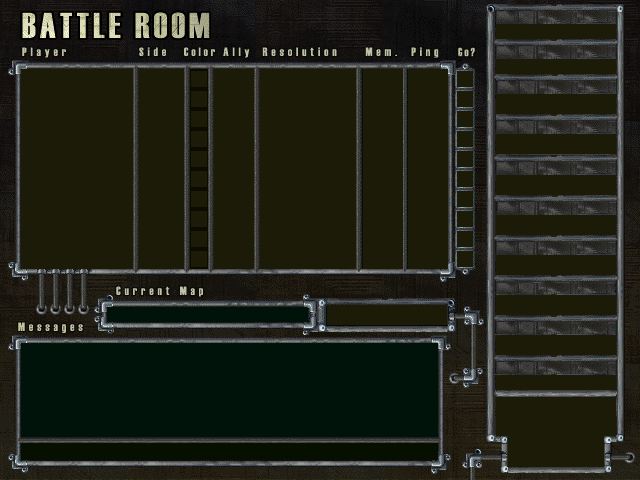 BATTLE ROOM
Player Side Color Ally Resolution Mem. Ping Go?
Current Map
Messages